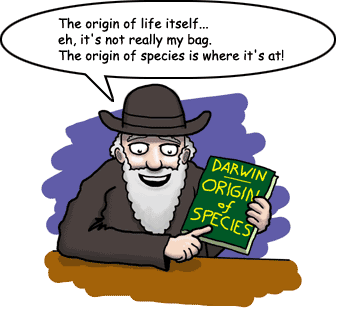 The origin of life itself...
eh, it's not really my bag.
The origin of species is where it's at!
DARWIN
ORIGIN
of
SPECIES